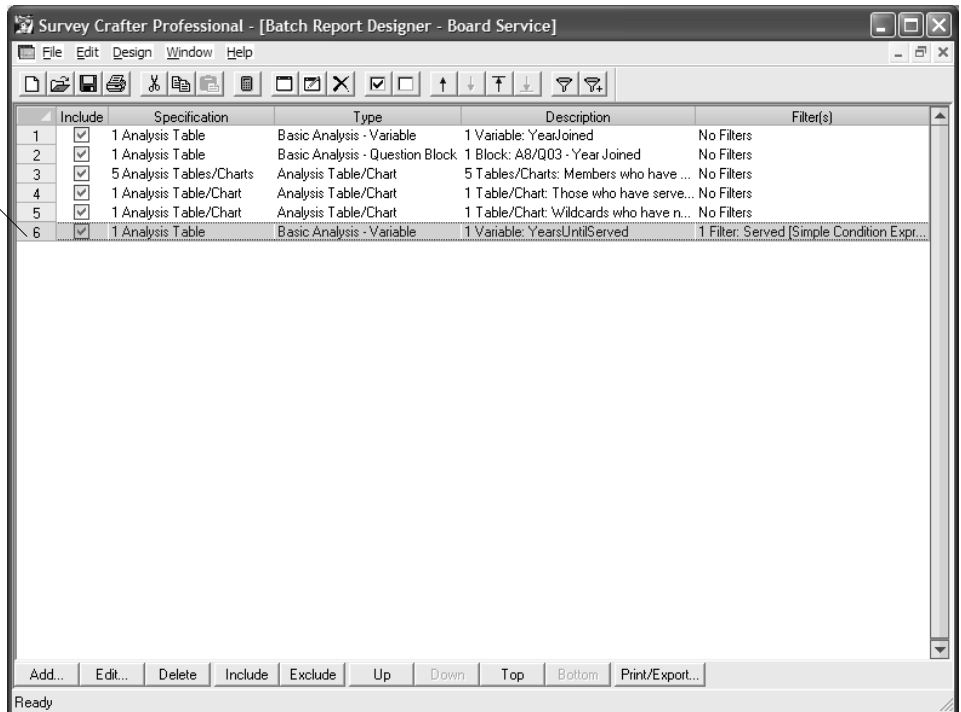 Survey Crafter Professional - [Batch Report Designer - Board Service]
File Edit Design Window Help
Include Specification Type Description Filter(s)
1 1 Analysis Table Basic Analysis - Variable 1 Variable: YearJoined No Filters
2 1 Analysis Table Basic Analysis - Question Block 1 Block: A8/Q03 - Year Joined No Filters
3 5 Analysis Tables/Charts Analysis Table/Chart 5 Tables/Charts: Members who have ... No Filters
4 1 Analysis Table/Chart Analysis Table/Chart 1 Table/Chart: Those who have serve... No Filters
5 1 Analysis Table/Chart Analysis Table/Chart 1 Table/Chart: Wildcards who have n... No Filters
6 1 Analysis Table Basic Analysis - Variable 1 Variable: YearsUntilServed 1 Filter: Served [Simple Condition Expr...
Add... Edit... Delete Include Exclude Up Down Top Bottom Print/Export...
Ready